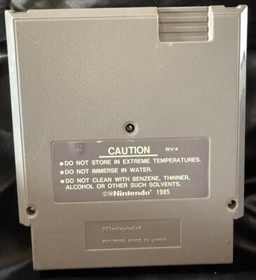 CAUTION REV-A
•DO NOT STORE IN EXTREME TEMPERATURES.
•DO NOT IMMERSE IN WATER.
•DO NOT CLEAN WITH BENZENE, THINNER,
ALCOHOL OR OTHER SUCH SOLVENTS.
©®Nintendo® 1985
Nintendo
MADE IN JAPAN